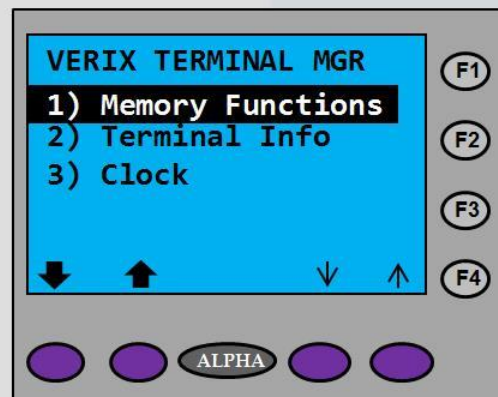 VERIX TERMINAL MGR
1) Memory Functions
2) Terminal Info
3) Clock
F1
F2
F3
F4
ALPHA